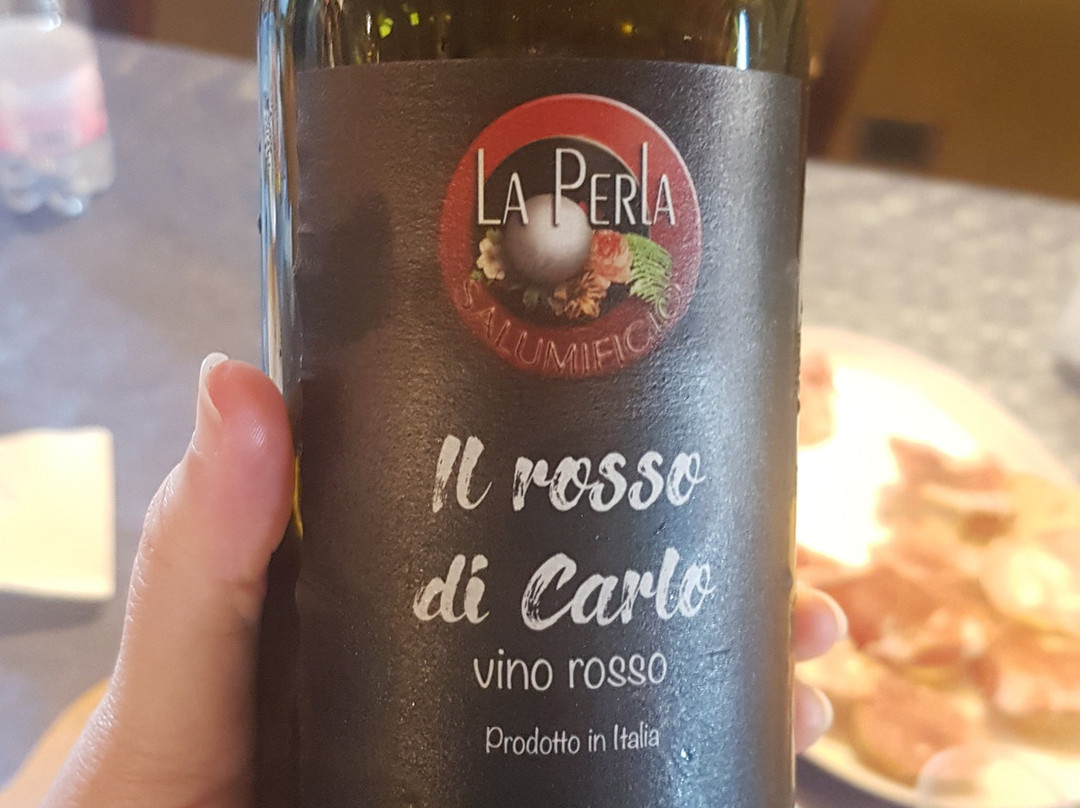 La Perla
SALUMIFICIO
Il rosso
di Carlo
vino rosso
Prodotto in Italia